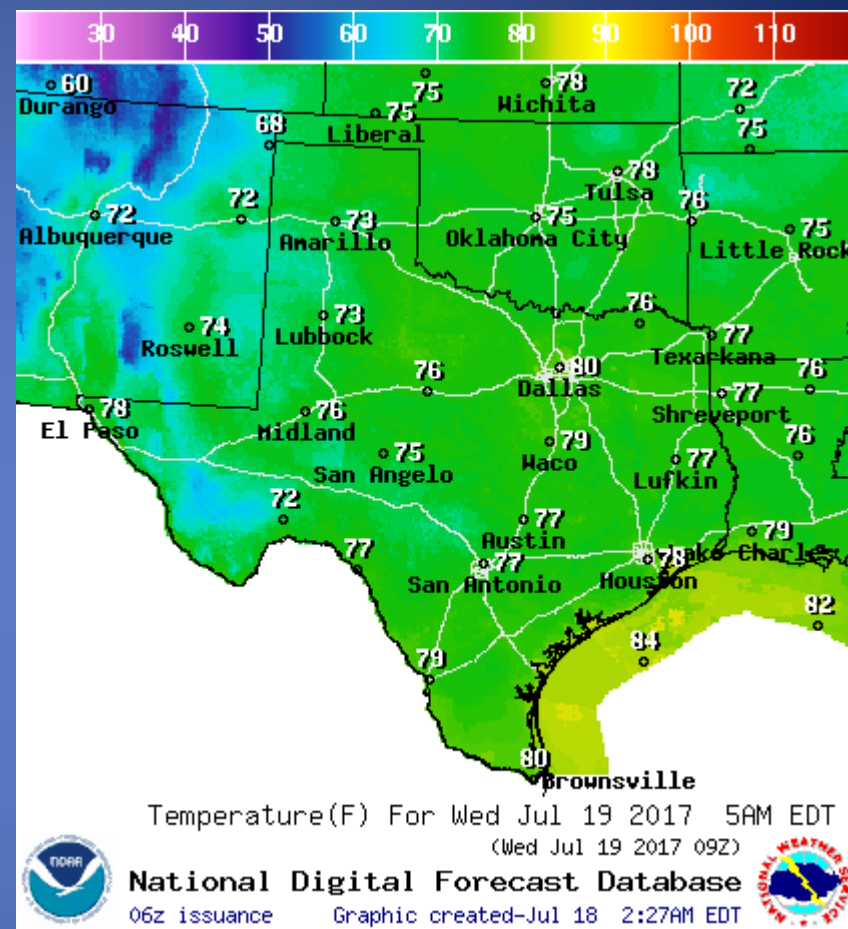 30 40 50 60 70 80 90 100 110
60 75 78 72
Durango Wichita
75
Liberal
68 75
78
Tulsa
72 72 73 75 76 75
Albuquerque Amarillo Oklahoma City Little Rock
74 73 76 77
Roswell Lubbock Texarkana
80
Dallas
78 76 76 77 76
El Paso Midland Shreveport
75 79 77 76
San Angelo Waco Lufkin
72 77 79
Austin Lake Charles
77 77 78
San Antonio Houston
82
79 84
80
Brownsville
Temperature(F) For Wed Jul 19 2017 5AM EDT
(Wed Jul 19 2017 09Z)
National Digital Forecast Database
06z issuance Graphic created-Jul 18 2:27AM EDT
NOAA
NATIONAL WEATHER SERVICE